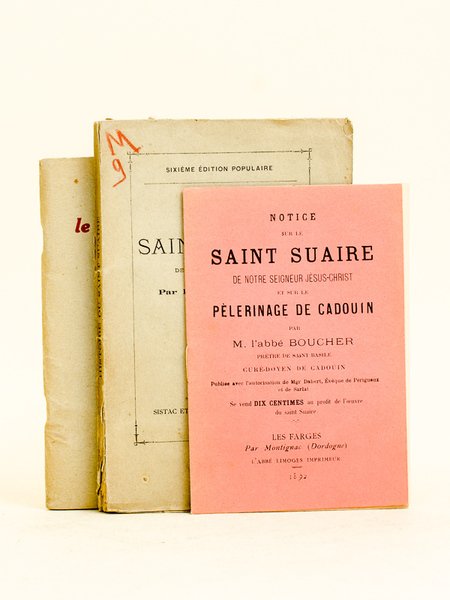 le
M
9
SIXIÈME ÉDITION POPULAIRE
SAIN
DE
Par
SISTAC ET
NOTICE
SUR LE
SAINT SUAIRE
DE NOTRE SEIGNEUR JÉSUS-CHRIST
ET SUR LE
PÈLERINAGE DE CADOUIN
PAR
M. l'abbé BOUCHER
PRÊTRE DE SAINT BASILE
CURÉ-DOYEN DE CADOUIN
Publiée avec l'autorisation de Mgr Dabert, Évêque de Périgueux
et de Sarlat
Se vend DIX CENTIMES au profit de l'œuvre
du saint Suaire
LES FARGES
Par Montignac (Dordogne)
L'ABBÉ LIMOGES IMPRIMEUR
1892